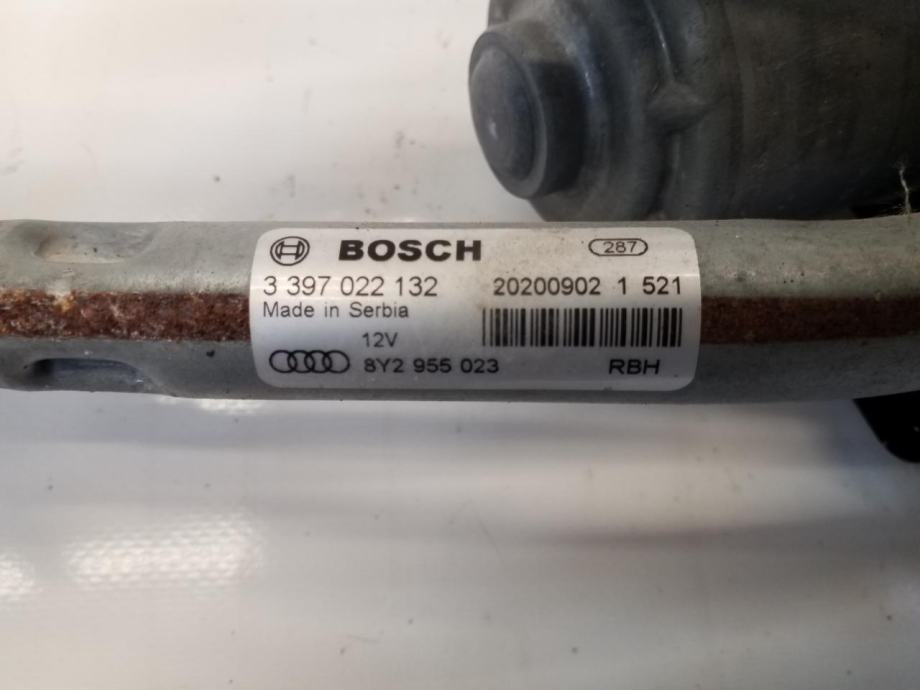 BOSCH 287
3 397 022 132 20200902 1 521
Made in Serbia
12V
8Y2 955 023 RBH